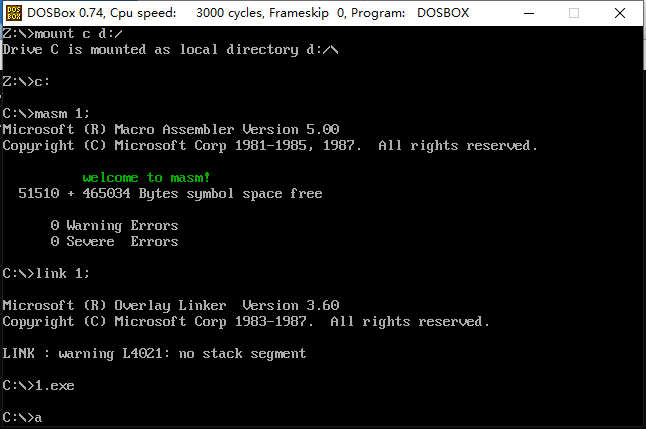 DOSBox 0.74, Cpu speed: 3000 cycles, Frameskip 0, Program: DOSBOX
Z:\>mount c d:/
Drive C is mounted as local directory d:/\
Z:\>c:
C:\>masm 1;
Microsoft (R) Macro Assembler Version 5.00
Copyright (C) Microsoft Corp 1981-1985, 1987. All rights reserved.
welcome to masm!
51510 + 465034 Bytes symbol space free
0 Warning Errors
0 Severe Errors
C:\>link 1;
Microsoft (R) Overlay Linker Version 3.60
Copyright (C) Microsoft Corp 1983-1987. All rights reserved.
LINK : warning L4021: no stack segment
C:\>1.exe
C:\>a